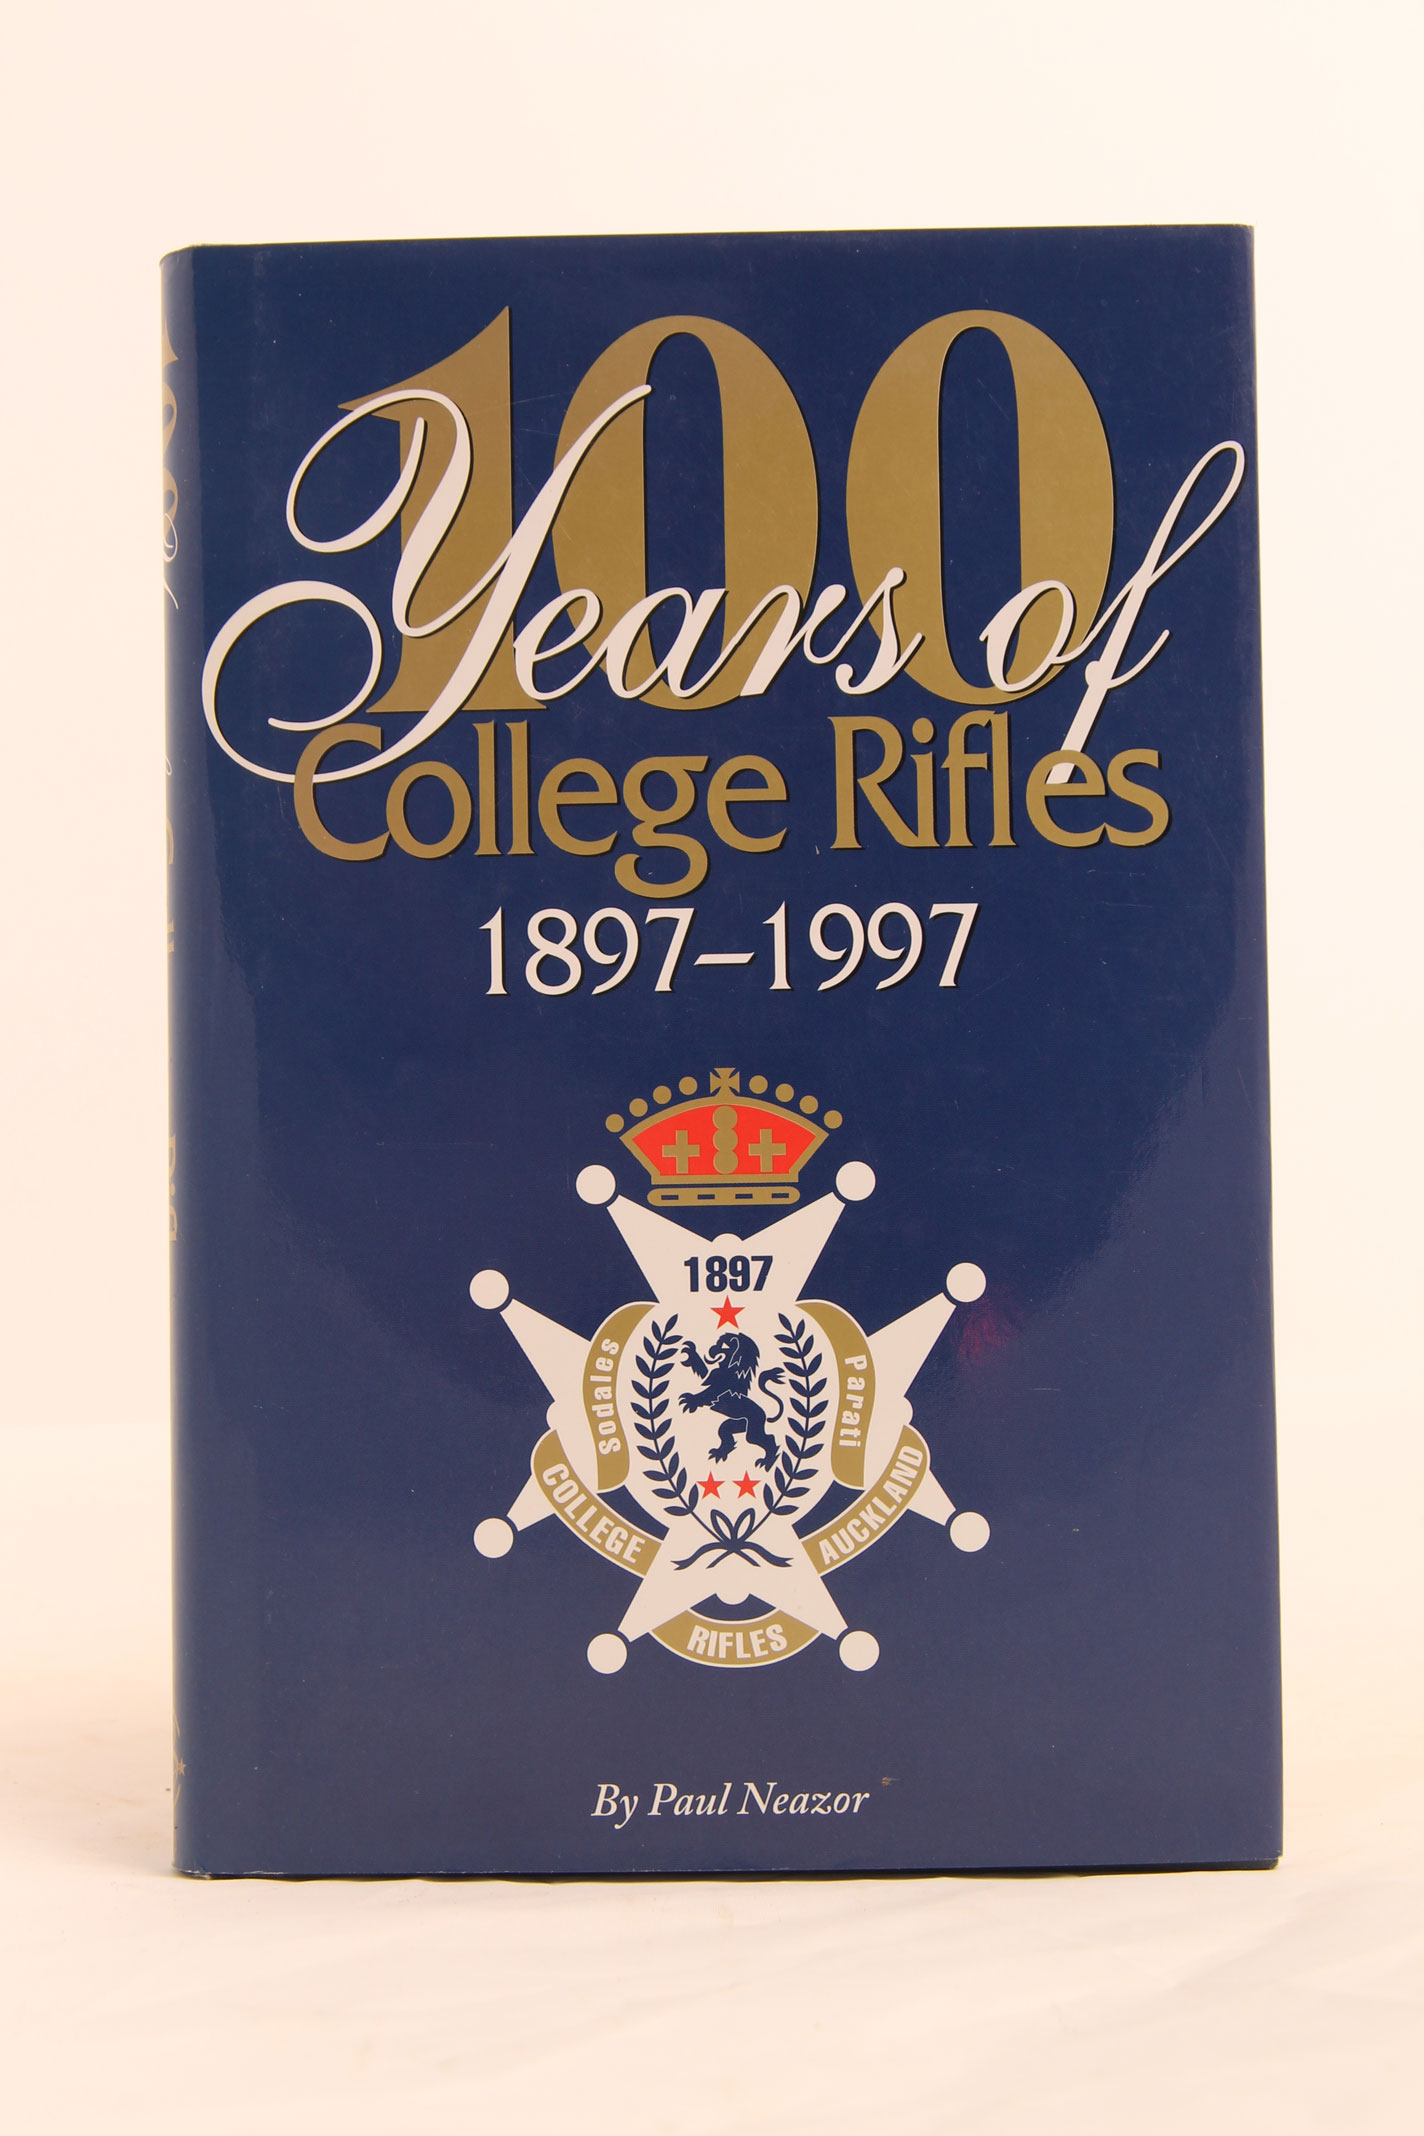 100
Years of
College Rifles
1897–1997
1897
Sodales
Parati
COLLEGE
AUCKLAND
RIFLES
By Paul Neazor